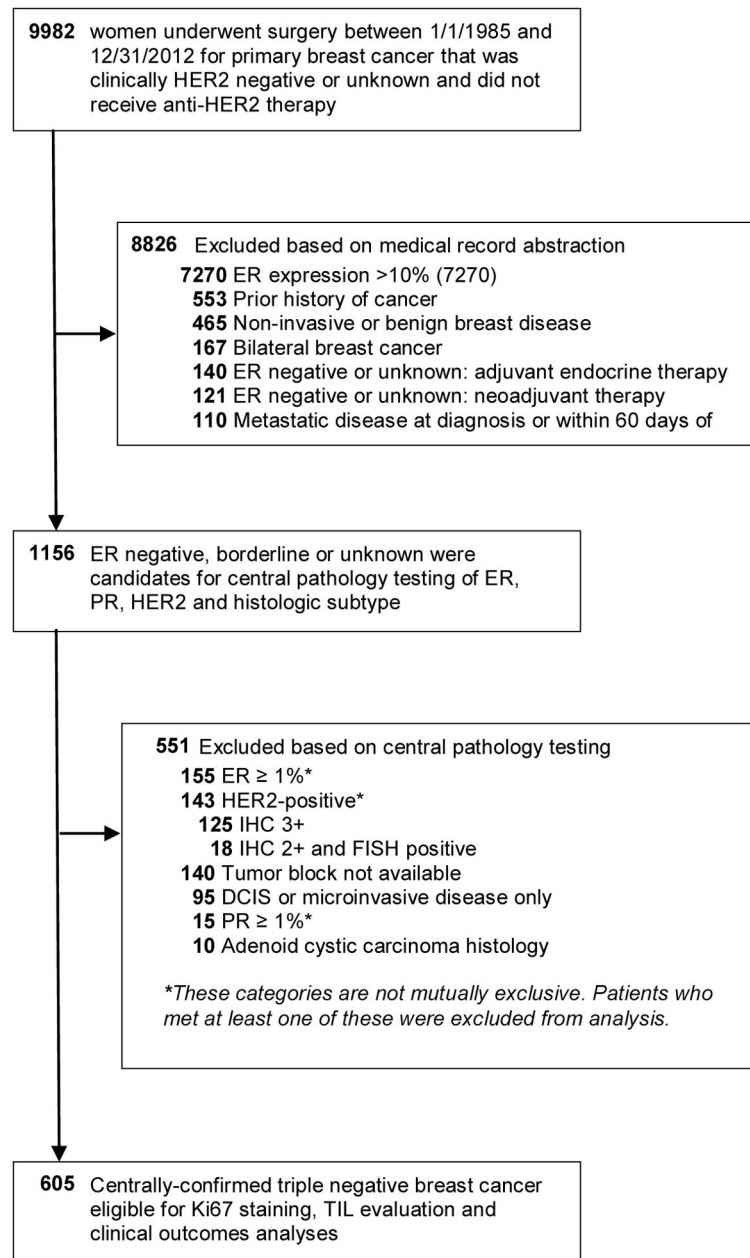 9982 women underwent surgery between 1/1/1985 and
12/31/2012 for primary breast cancer that was
clinically HER2 negative or unknown and did not
receive anti-HER2 therapy
8826 Excluded based on medical record abstraction
7270 ER expression >10% (7270)
553 Prior history of cancer
465 Non-invasive or benign breast disease
167 Bilateral breast cancer
140 ER negative or unknown: adjuvant endocrine therapy
121 ER negative or unknown: neoadjuvant therapy
110 Metastatic disease at diagnosis or within 60 days of
1156 ER negative, borderline or unknown were
candidates for central pathology testing of ER,
PR, HER2 and histologic subtype
551 Excluded based on central pathology testing
155 ER ≥ 1%*
143 HER2-positive*
125 IHC 3+
18 IHC 2+ and FISH positive
140 Tumor block not available
95 DCIS or microinvasive disease only
15 PR ≥ 1%*
10 Adenoid cystic carcinoma histology
*These categories are not mutually exclusive. Patients who
met at least one of these were excluded from analysis.
605 Centrally-confirmed triple negative breast cancer
eligible for Ki67 staining, TIL evaluation and
clinical outcomes analyses